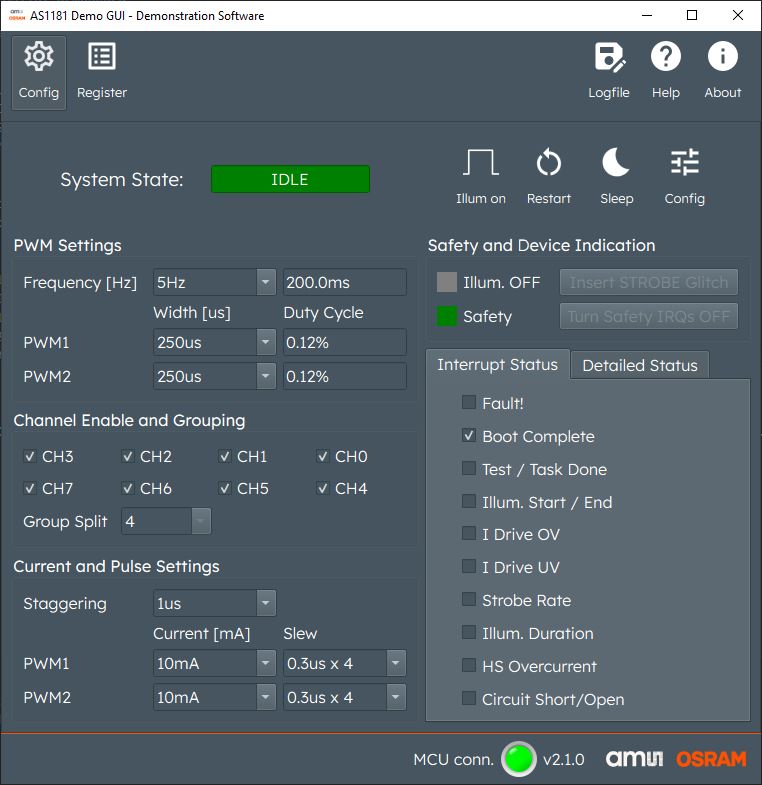 ams OSRAM AS1181 Demo GUI - Demonstration Software
Config Register Logfile Help About
System State: IDLE
Illum on Restart Sleep Config
PWM Settings
Frequency [Hz] 5Hz 200.0ms
Width [us] Duty Cycle
PWM1 250us 0.12%
PWM2 250us 0.12%
Channel Enable and Grouping
CH3 CH2 CH1 CH0
CH7 CH6 CH5 CH4
Group Split 4
Current and Pulse Settings
Staggering 1us
Current [mA] Slew
PWM1 10mA 0.3us x 4
PWM2 10mA 0.3us x 4
Safety and Device Indication
Illum. OFF Insert STROBE Glitch
Safety Turn Safety IRQs OFF
Interrupt Status Detailed Status
Fault!
Boot Complete
Test / Task Done
Illum. Start / End
I Drive OV
I Drive UV
Strobe Rate
Illum. Duration
HS Overcurrent
Circuit Short/Open
MCU conn. v2.1.0 amu OSRAM